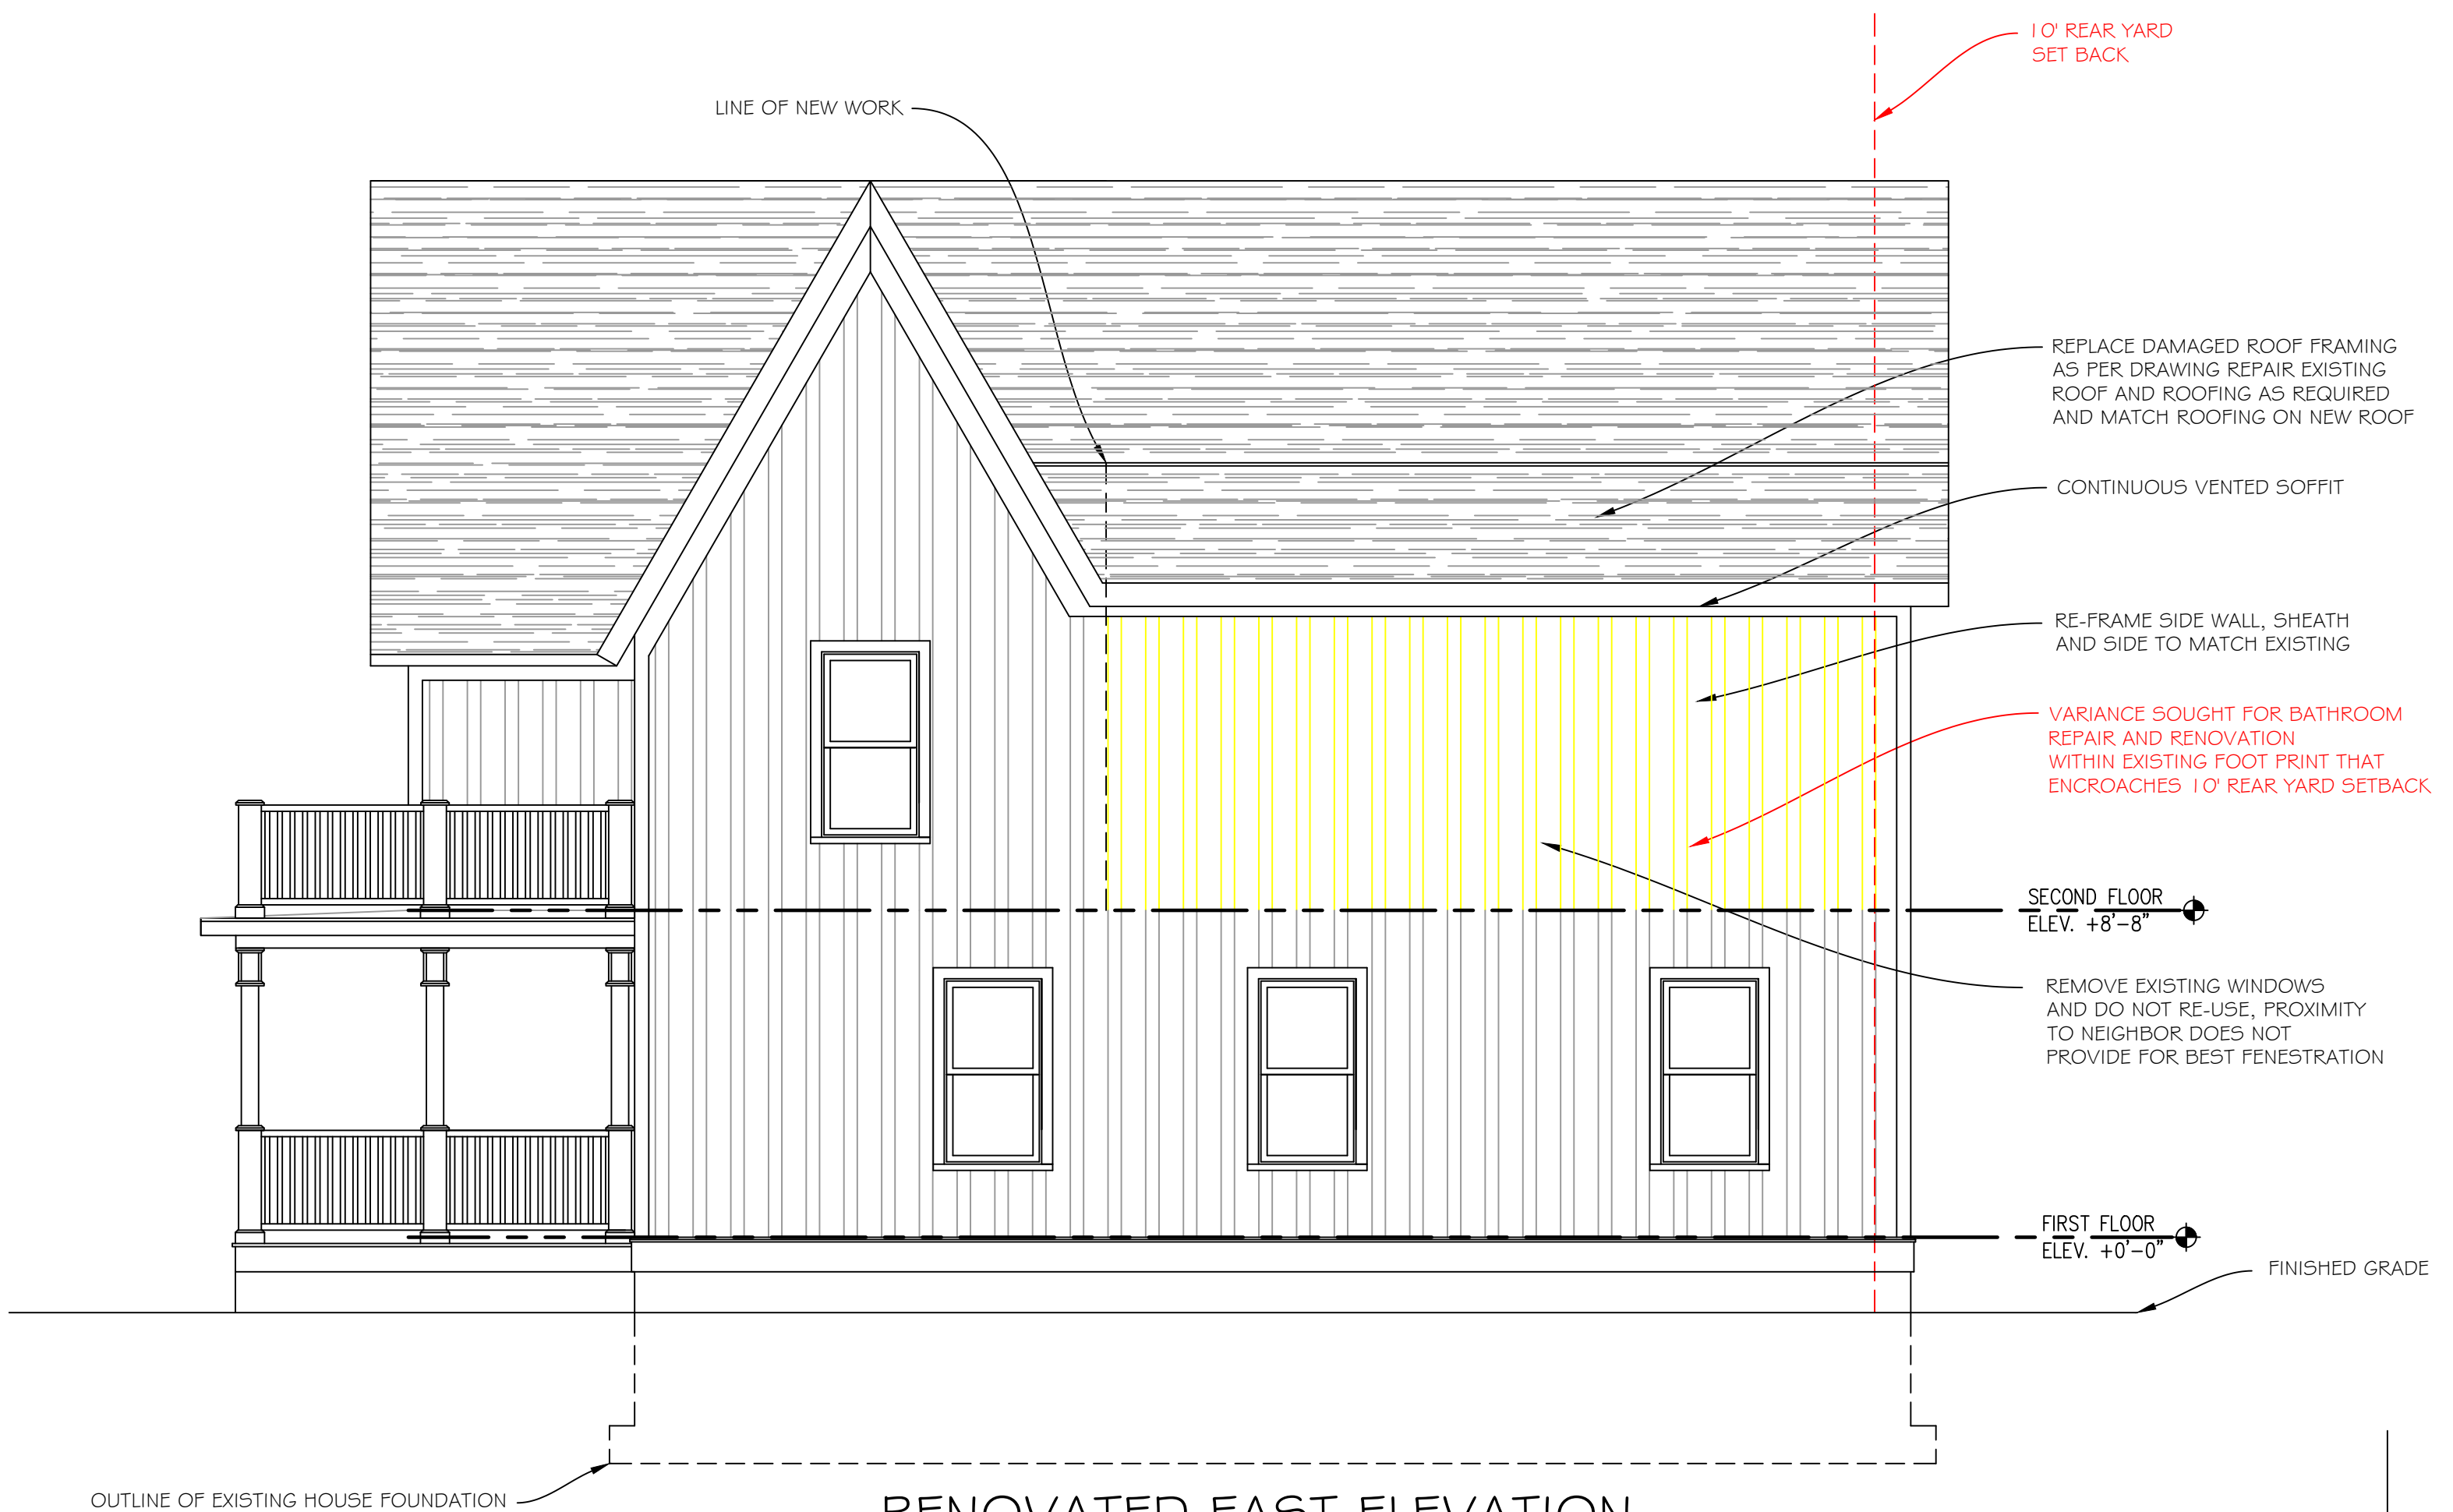 10' REAR YARD
SET BACK
LINE OF NEW WORK
REPLACE DAMAGED ROOF FRAMING
AS PER DRAWING REPAIR EXISTING
ROOF AND ROOFING AS REQUIRED
AND MATCH ROOFING ON NEW ROOF
CONTINUOUS VENTED SOFFIT
RE-FRAME SIDE WALL, SHEATH
AND SIDE TO MATCH EXISTING
VARIANCE SOUGHT FOR BATHROOM
REPAIR AND RENOVATION
WITHIN EXISTING FOOT PRINT THAT
ENCROACHES 10' REAR YARD SETBACK
SECOND FLOOR
ELEV. +8'-8"
REMOVE EXISTING WINDOWS
AND DO NOT RE-USE, PROXIMITY
TO NEIGHBOR DOES NOT
PROVIDE FOR BEST FENESTRATION
FIRST FLOOR
ELEV. +0'-0"
FINISHED GRADE
OUTLINE OF EXISTING HOUSE FOUNDATION
RENOVATED EAST ELEVATION